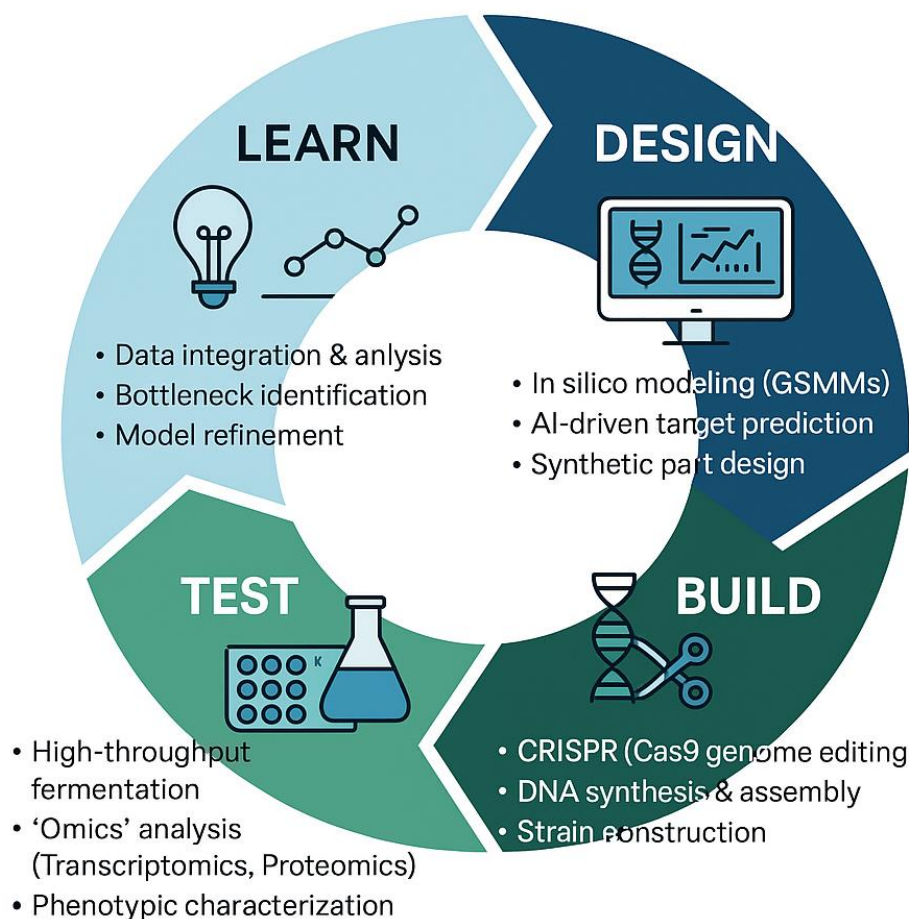 LEARN
• Data integration & anlysis
• Bottleneck identification
• Model refinement
DESIGN
• In silico modeling (GSMMs)
• AI-driven target prediction
• Synthetic part design
BUILD
• CRISPR (Cas9 genome editing
• DNA synthesis & assembly
• Strain
TEST
K
• High-throughput
fermentation
• ‘Omics’ analysis
(Transcriptomics, Proteomics)
• Phenotypic characterization